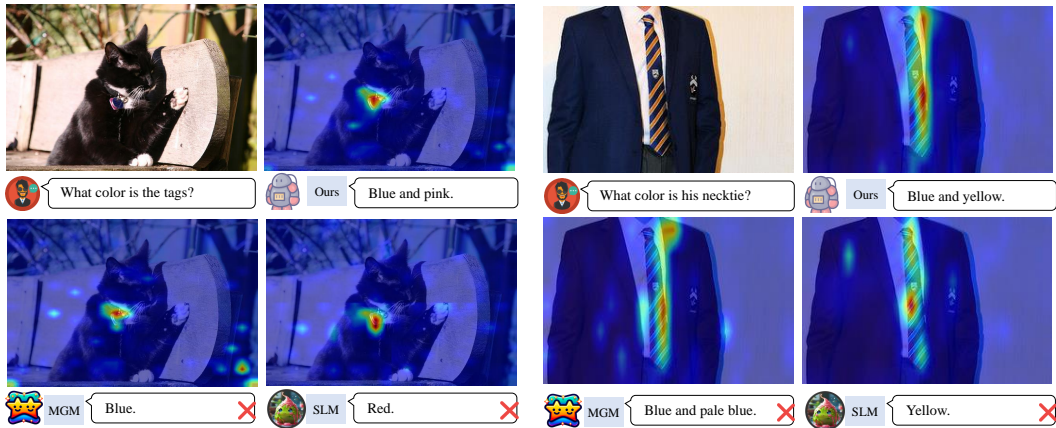 What color is the tags?
Ours
Blue and pink.
What color is his necktie?
Ours
Blue and yellow.
MGM
Blue.
SLM
Red.
MGM
Blue and pale blue.
SLM
Yellow.